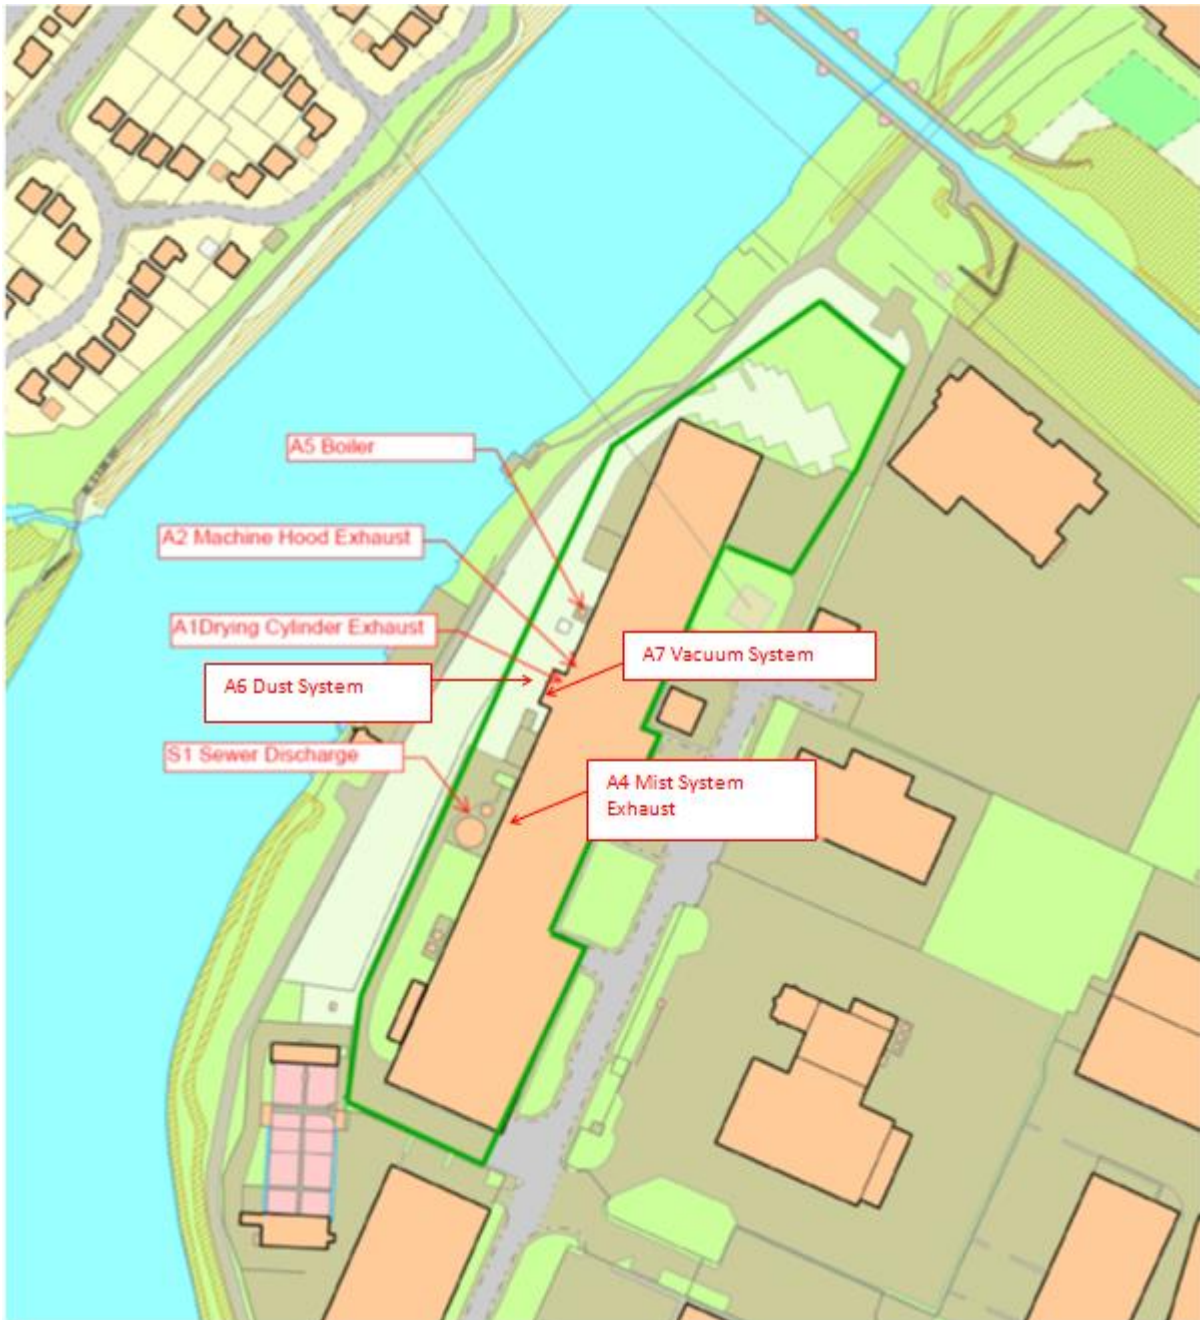 A5 Boiler
A2 Machine Hood Exhaust
A1Drying Cylinder Exhaust
A7 Vacuum System
A6 Dust System
S1 Sewer Discharge
A4 Mist System
Exhaust